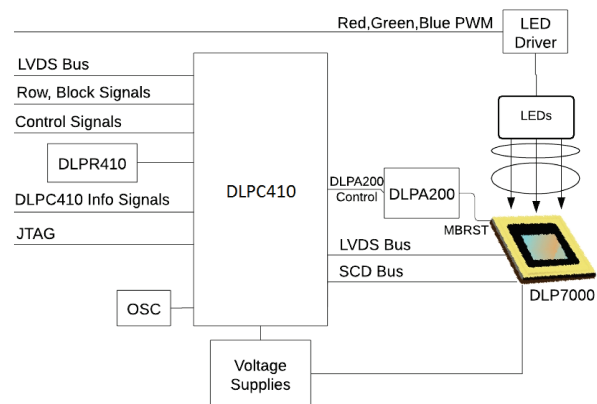 Red,Green,Blue PWM
LED
Driver
LVDS Bus
Row, Block Signals
Control Signals
LEDs
DLPR410
DLPC410
DLPA200
Control
DLPA200
DLPC410 Info Signals
MBRST
JTAG
LVDS Bus
SCD Bus
DLP7000
OSC
Voltage
Supplies